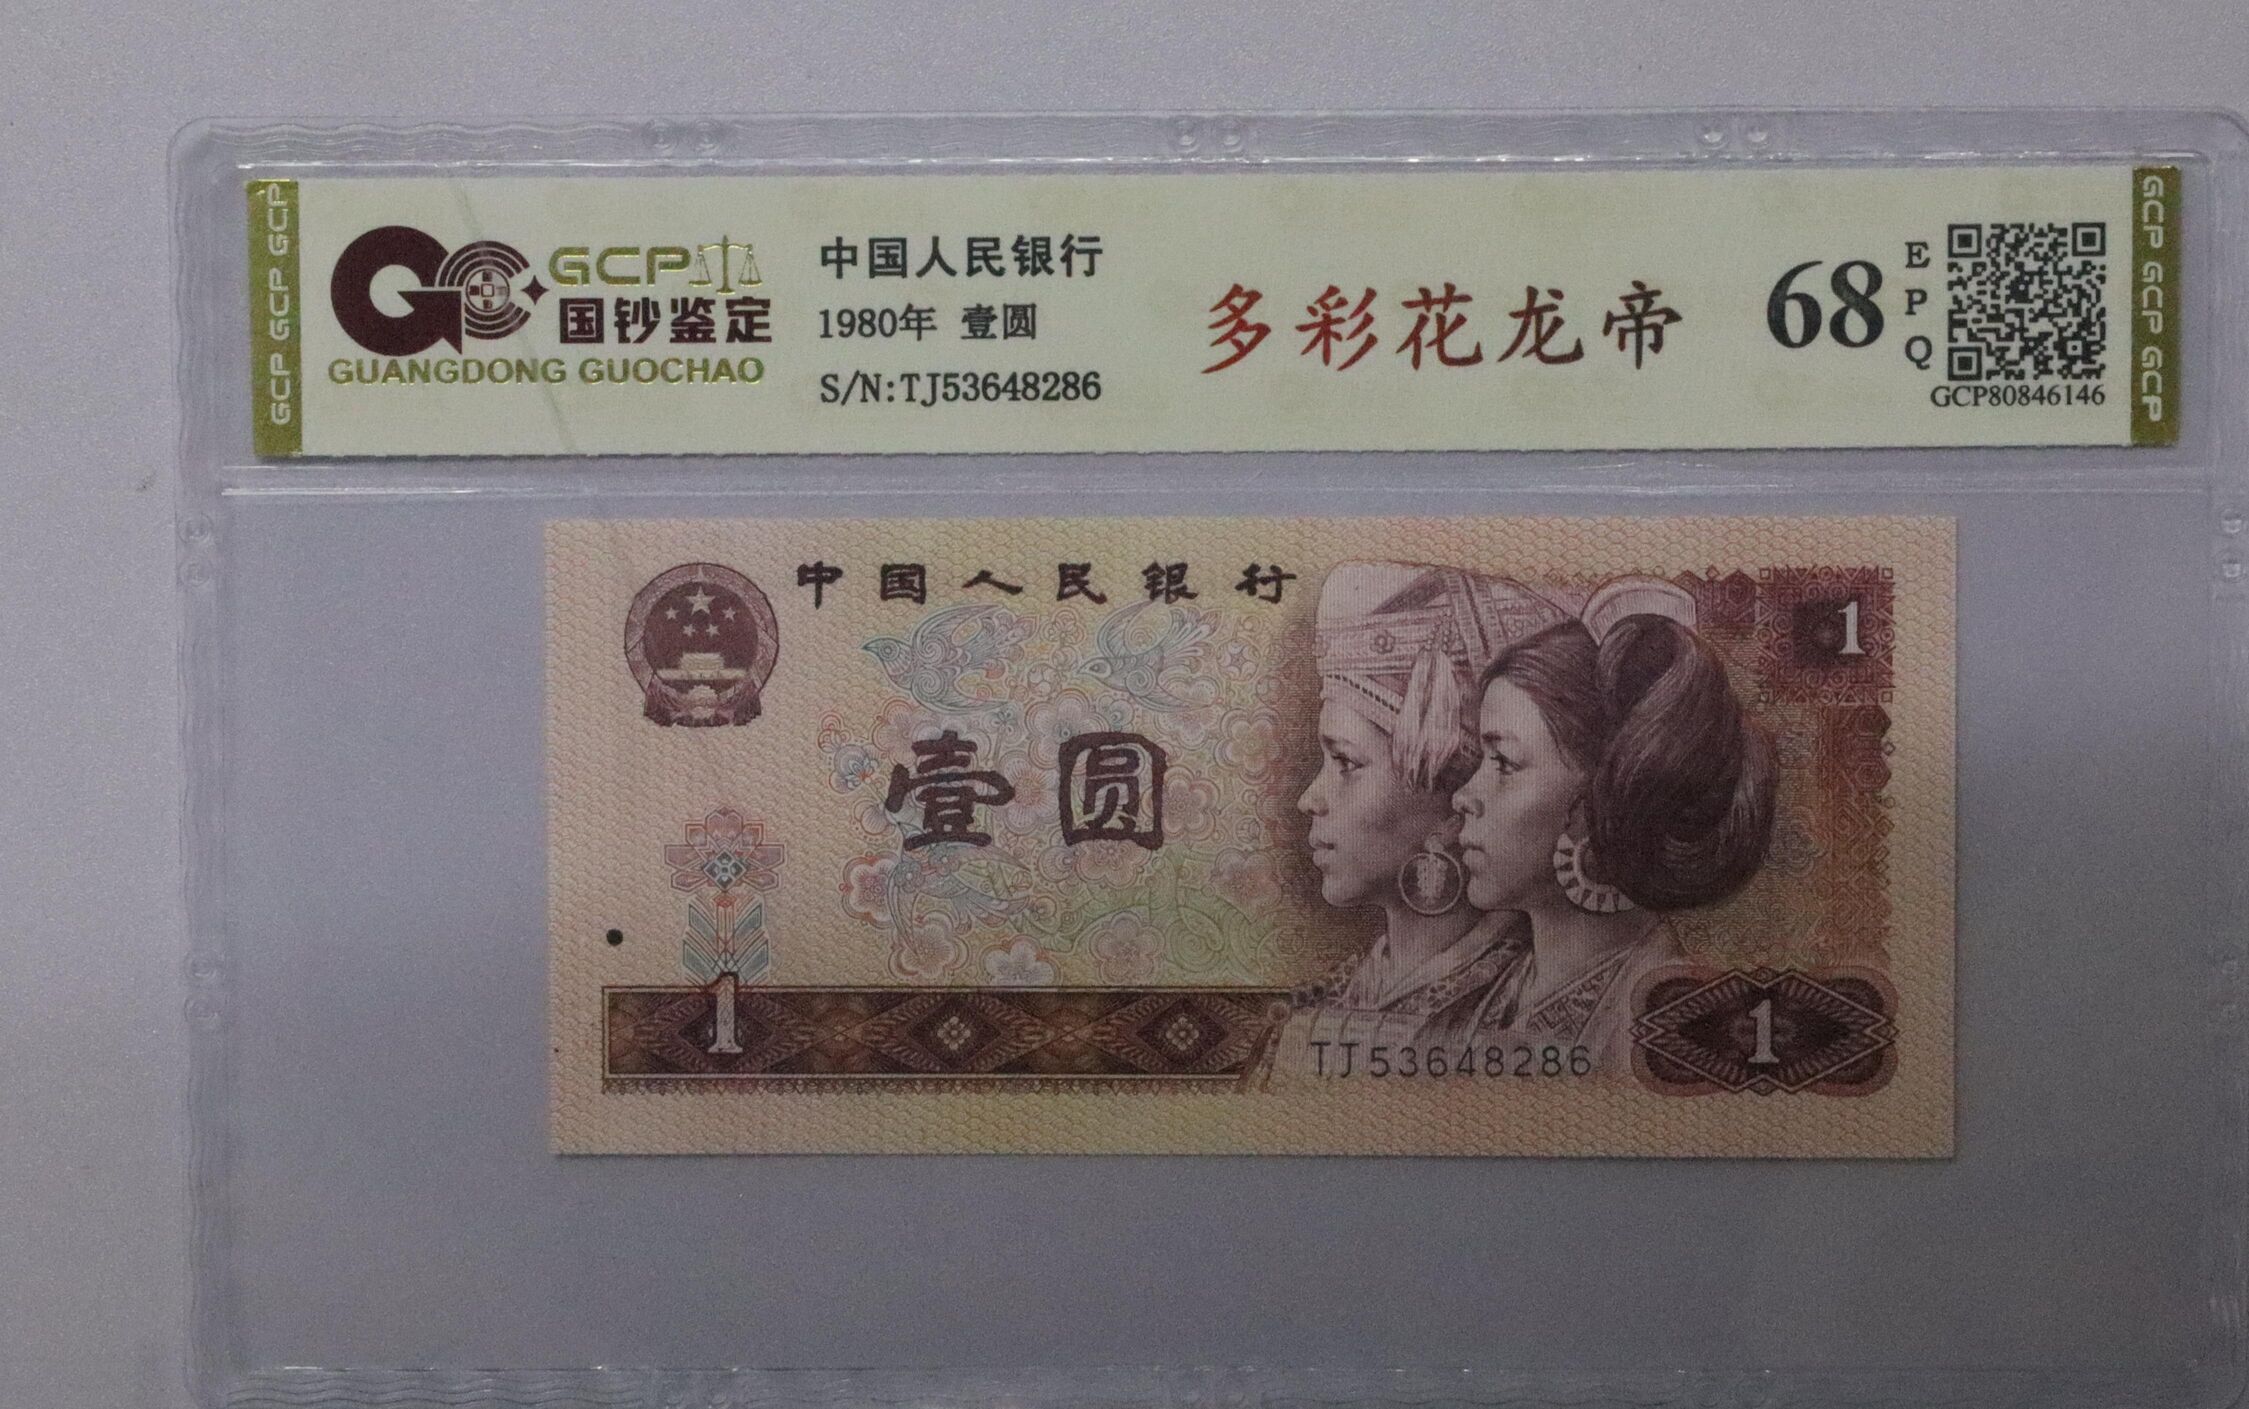 GCP GCP GCP
GCP
国钞鉴定
GUANGDONG GUOCHAO
中国人民银行
1980年 壹圆
S/N:TJ53648286
多彩花龙帝
68
E
P
Q
GCP80846146
GCP GCP GCP
中国人民银行
1
壹圆
1
TJ53648286
1